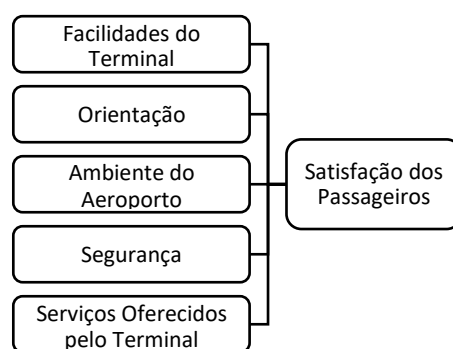 Facilidades do
Terminal
Orientação
Ambiente do
Aeroporto
Segurança
Serviços Oferecidos
pelo Terminal
Satisfação dos
Passageiros